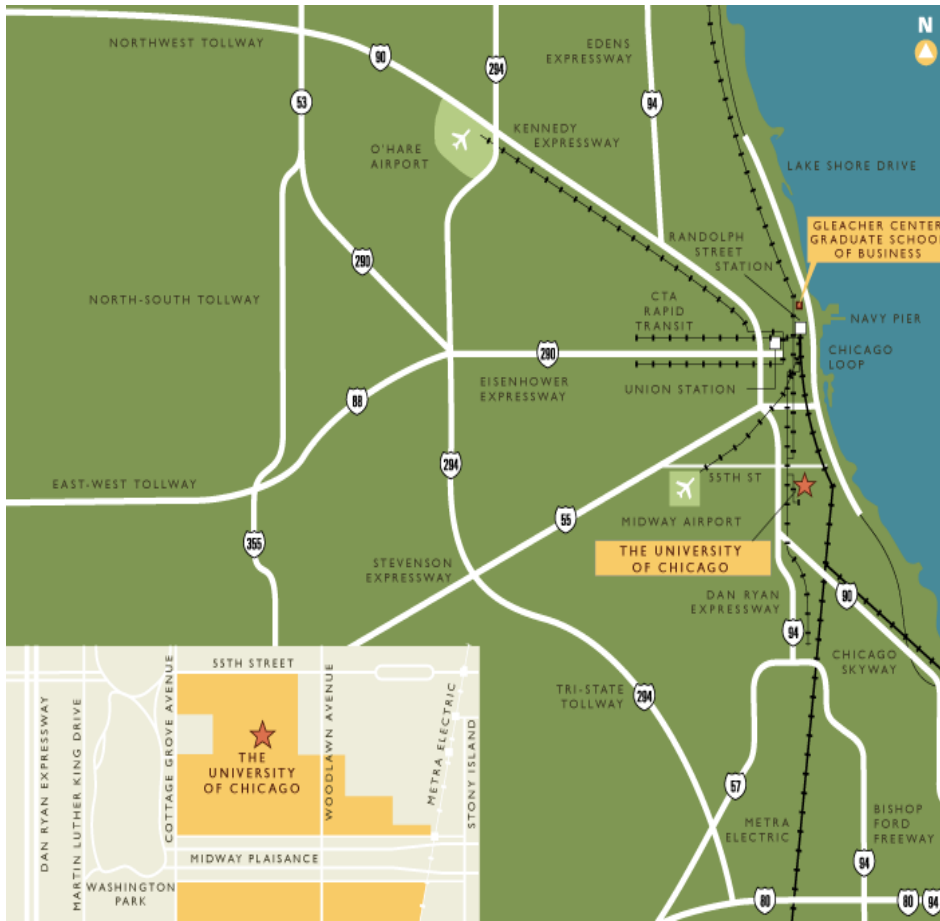 N
NORTHWEST TOLLWAY
90
294
EDENS
EXPRESSWAY
53
94
KENNEDY
EXPRESSWAY
O'HARE
AIRPORT
LAKE SHORE DRIVE
GLEACHER CENTER
GRADUATE SCHOOL
OF BUSINESS
RANDOLPH
STREET
STATION
290
NORTH-SOUTH TOLLWAY
CTA
RAPID
TRANSIT
NAVY PIER
CHICAGO
LOOP
290
EISENHOWER
EXPRESSWAY
UNION STATION
88
294
55TH ST
EAST-WEST TOLLWAY
MIDWAY AIRPORT
55
355
THE UNIVERSITY
OF CHICAGO
STEVENSON
EXPRESSWAY
DAN RYAN
EXPRESSWAY
90
94
CHICAGO
SKYWAY
TRI-STATE
TOLLWAY
294
57
METRA
ELECTRIC
BISHOP
FORD
FREEWAY
94
80
80
94
55TH STREET
DAN RYAN EXPRESSWAY
MARTIN LUTHER KING DRIVE
COTTAGE GROVE AVENUE
WOODLAWN AVENUE
METRA ELECTRIC
STONY ISLAND
THE
UNIVERSITY
OF CHICAGO
MIDWAY PLAISANCE
WASHINGTON
PARK